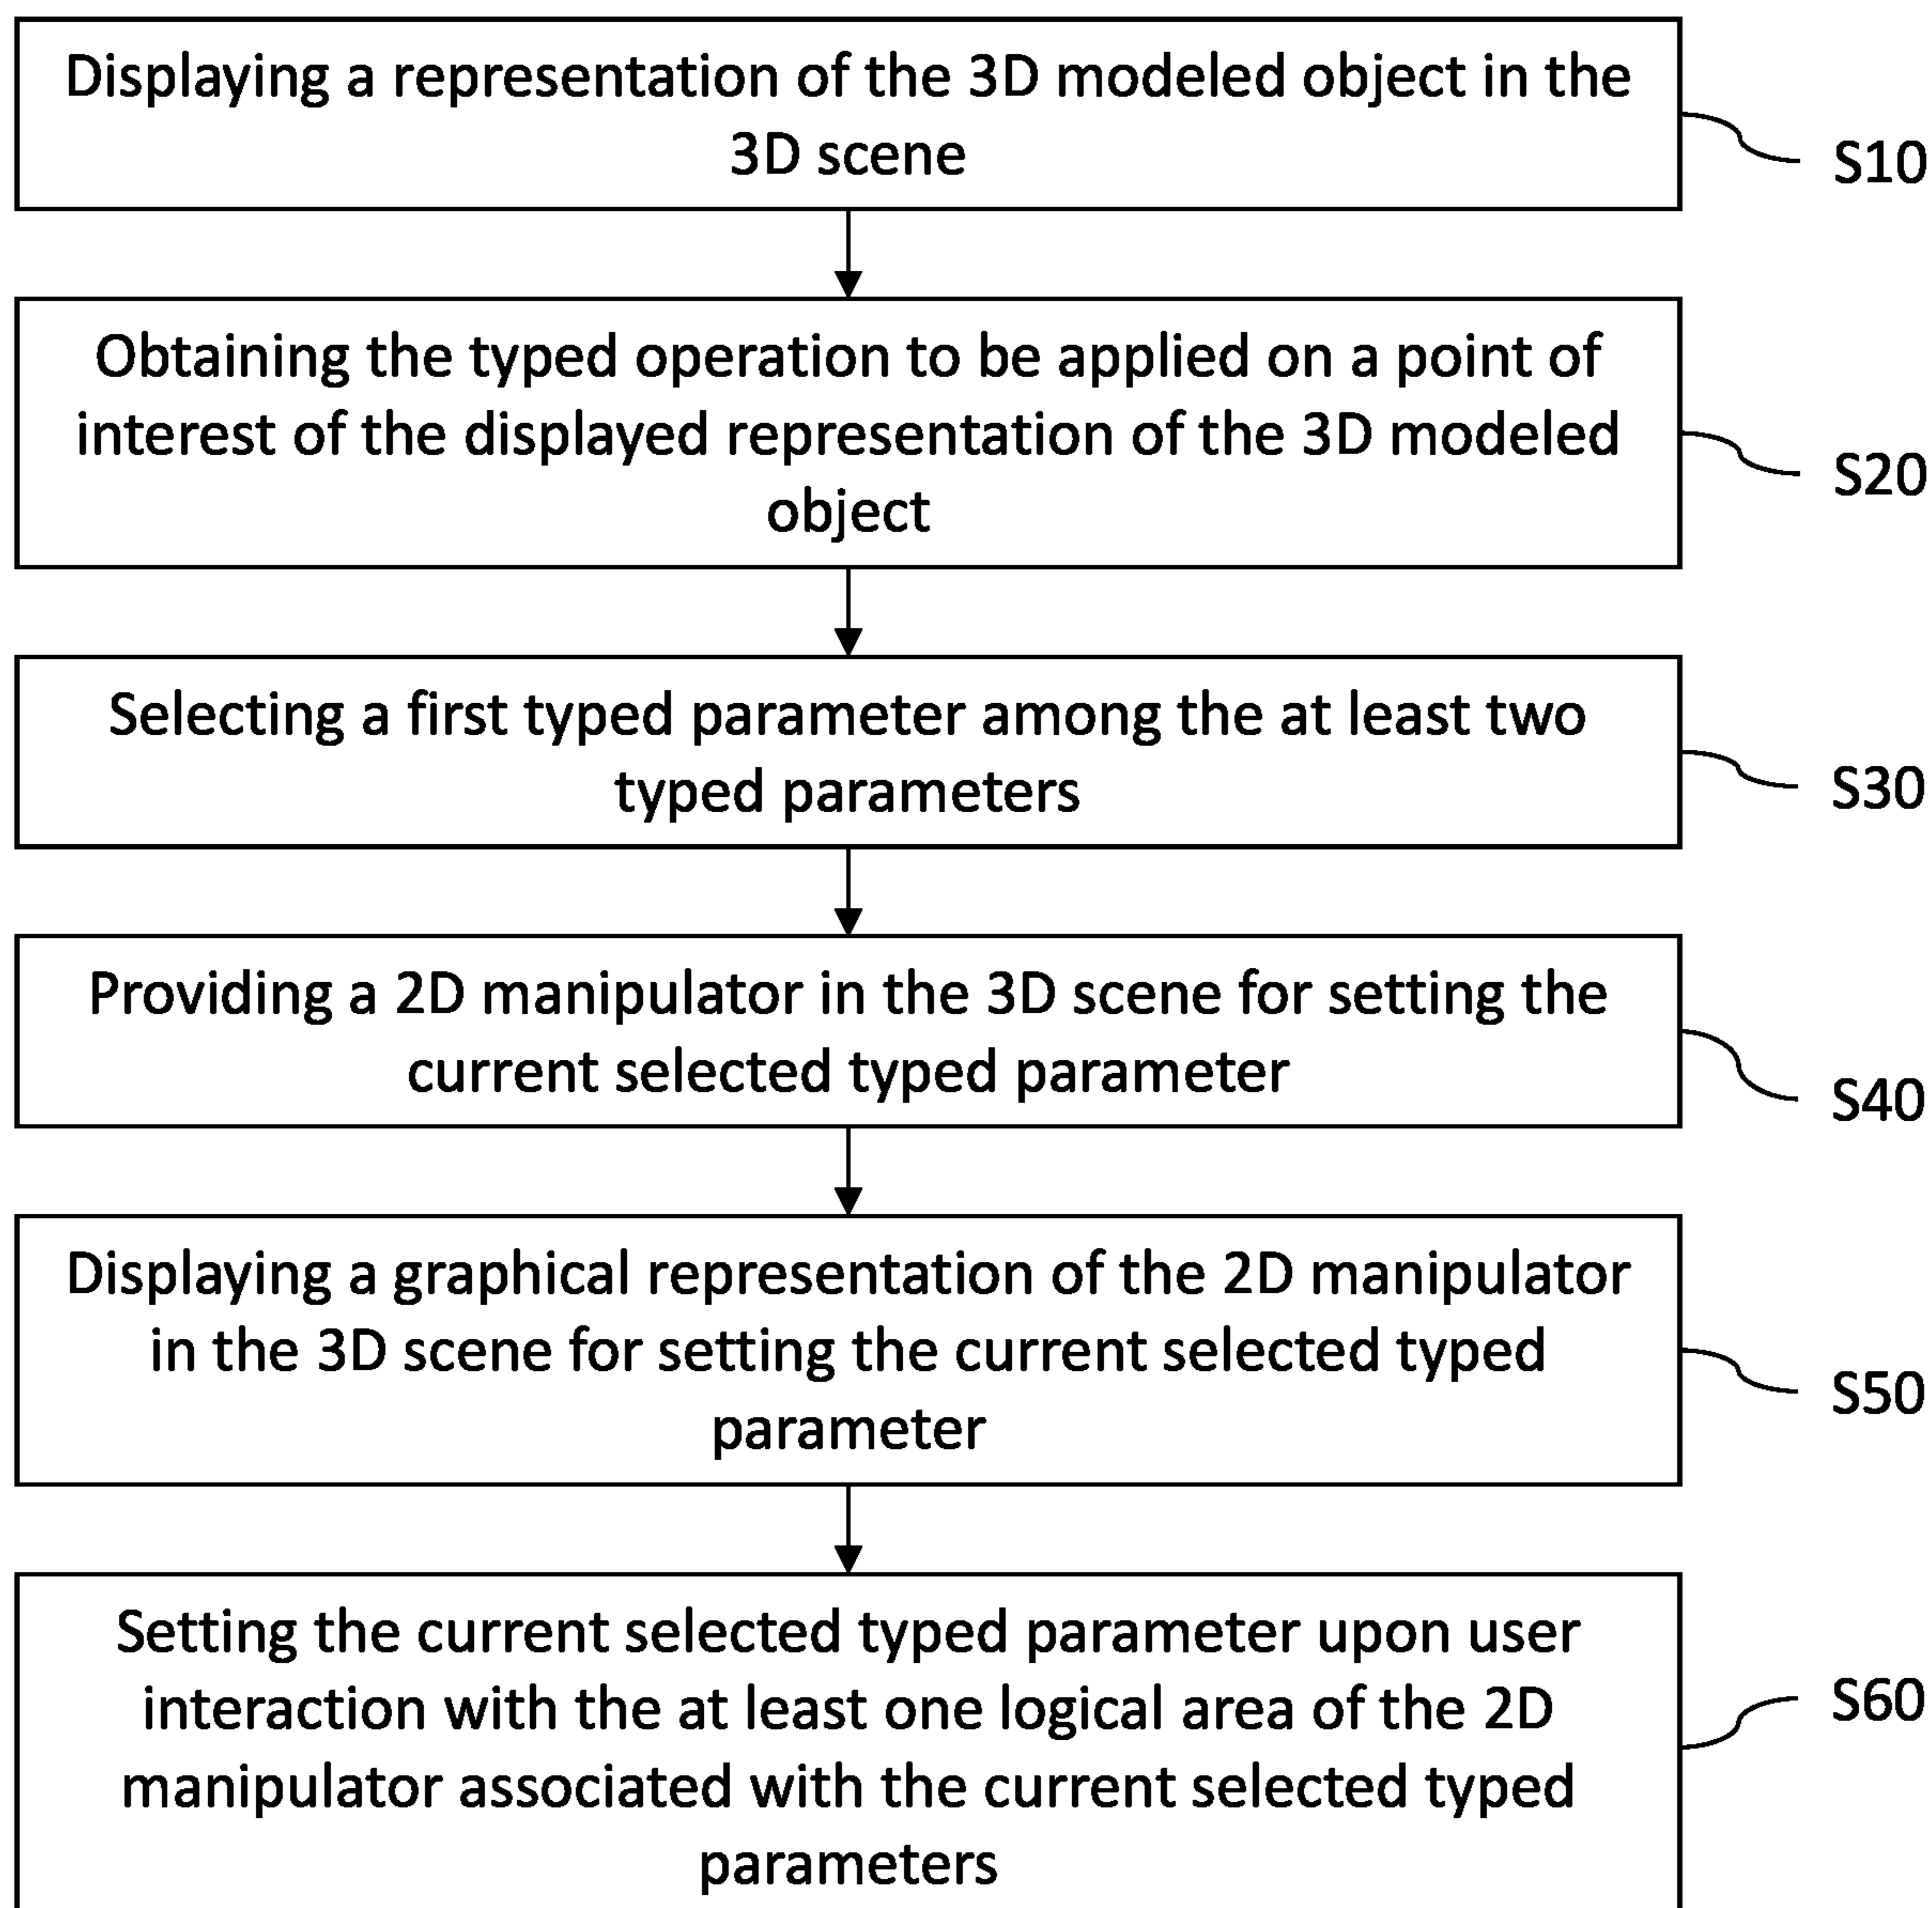 Displaying a representation of the 3D modeled object in the
3D scene
S10
Obtaining the typed operation to be applied on a point of
interest of the displayed representation of the 3D modeled
object
S20
Selecting a first typed parameter among the at least two
typed parameters
S30
Providing a 2D manipulator in the 3D scene for setting the
current selected typed parameter
S40
Displaying a graphical representation of the 2D manipulator
in the 3D scene for setting the current selected typed
parameter
S50
Setting the current selected typed parameter upon user
interaction with the at least one logical area of the 2D
manipulator associated with the current selected typed
parameters
S60